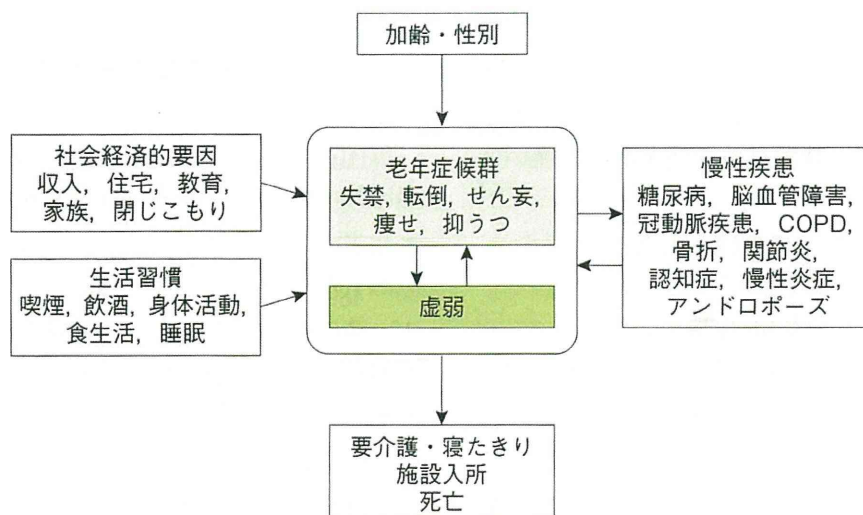 加齢・性別
社会経済的要因
収入，住宅，教育，
家族，閉じこもり
生活習慣
喫煙，飲酒，身体活動，
食生活，睡眠
老年症候群
失禁，転倒，せん妄，
痩せ，抑うつ
虚弱
慢性疾患
糖尿病，脳血管障害，
冠動脈疾患，COPD，
骨折，関節炎，
認知症，慢性炎症，
アンドロポーズ
要介護・寝たきり
施設入所
死亡